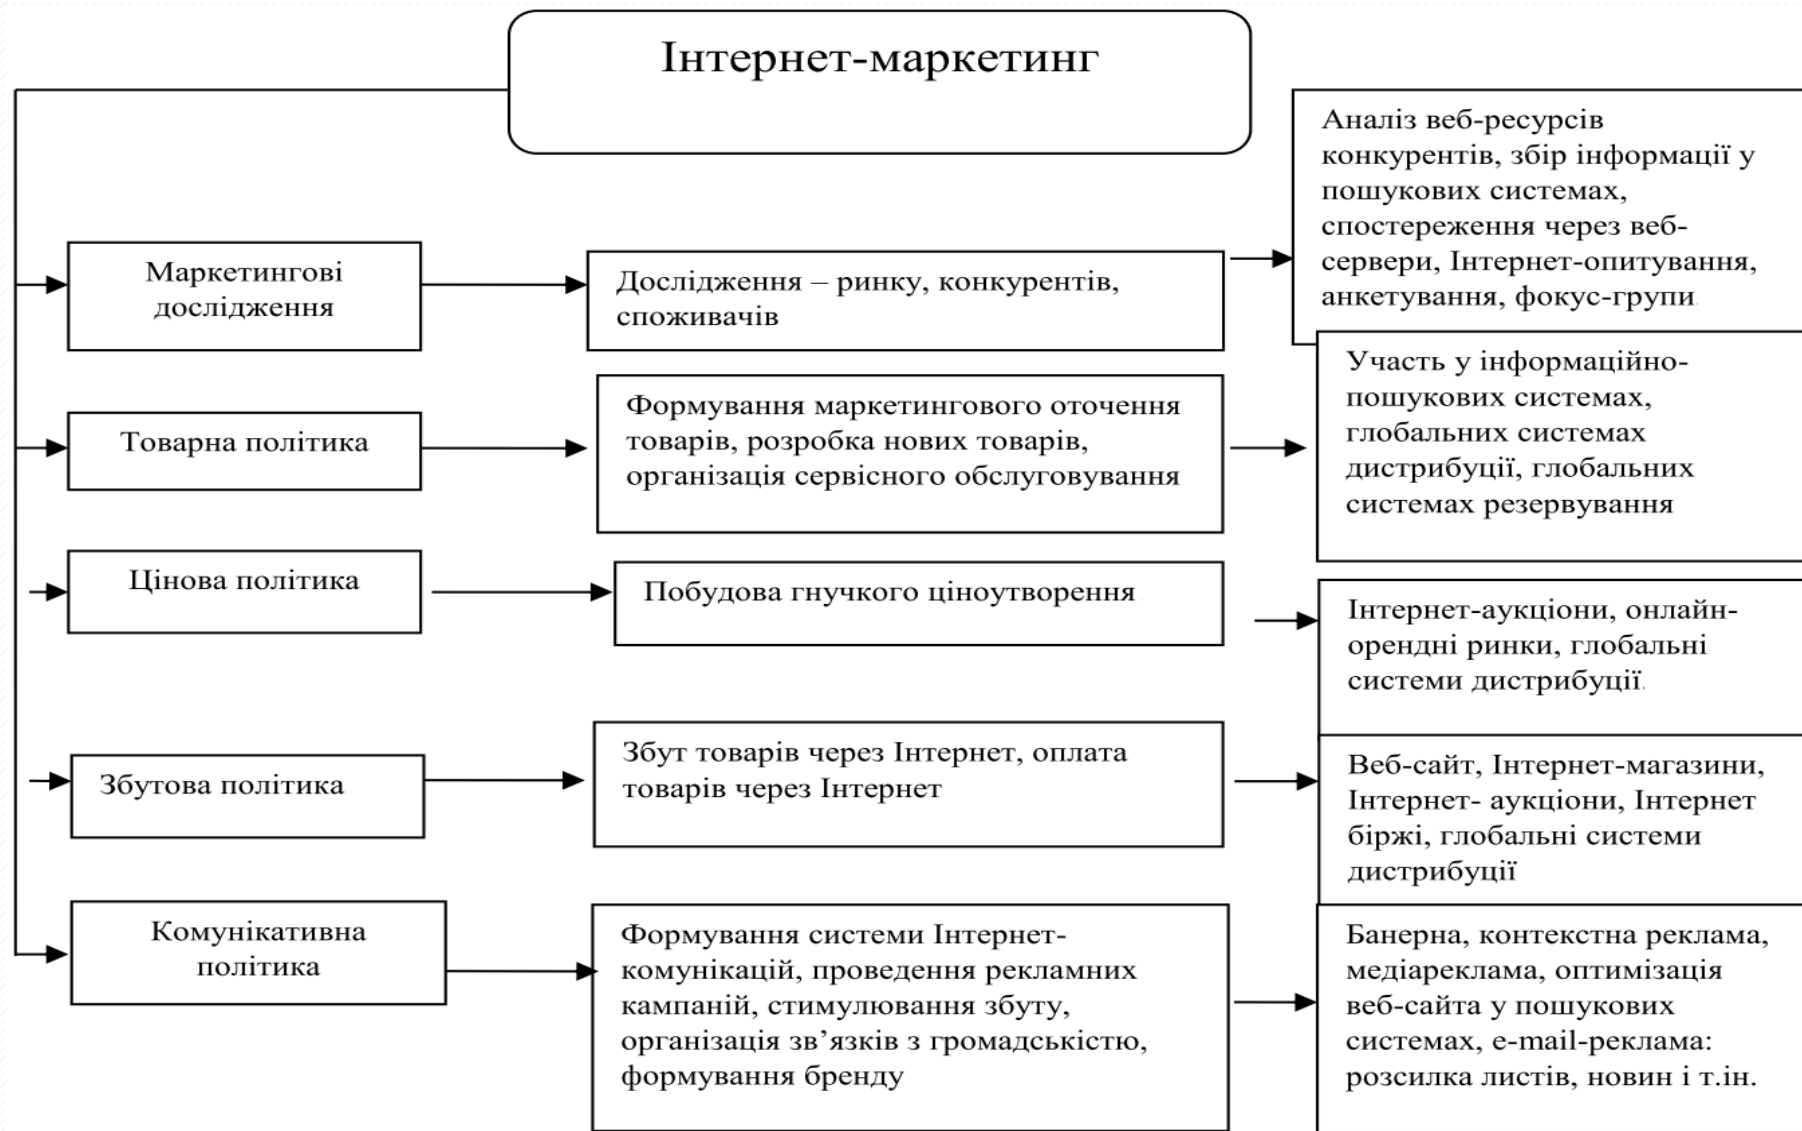 Інтернет-маркетинг
Маркетингові
дослідження
Дослідження – ринку, конкурентів,
споживачів
Аналіз веб-ресурсів
конкурентів, збір інформації у
пошукових системах,
спостереження через веб-
сервери, Інтернет-опитування,
анкетування, фокус-групи.
Товарна політика
Формування маркетингового оточення
товарів, розробка нових товарів,
організація сервісного обслуговування
Участь у інформаційно-
пошукових системах,
глобальних системах
дистрибуції, глобальних
системах резервування
Цінова політика
Побудова гнучкого ціноутворення
Інтернет-аукціони, онлайн-
орендні ринки, глобальні
системи дистрибуції.
Збутова політика
Збут товарів через Інтернет, оплата
товарів через Інтернет
Веб-сайт, Інтернет-магазини,
Інтернет- аукціони, Інтернет
біржі, глобальні системи
дистрибуції
Комунікативна
політика
Формування системи Інтернет-
комунікацій, проведення рекламних
кампаній, стимулювання збуту,
організація зв’язків з громадськістю,
формування бренду
Банерна, контекстна реклама,
медіареклама, оптимізація
веб-сайта у пошукових
системах, e-mail-реклама:
розсилка листів, новин і т.ін.